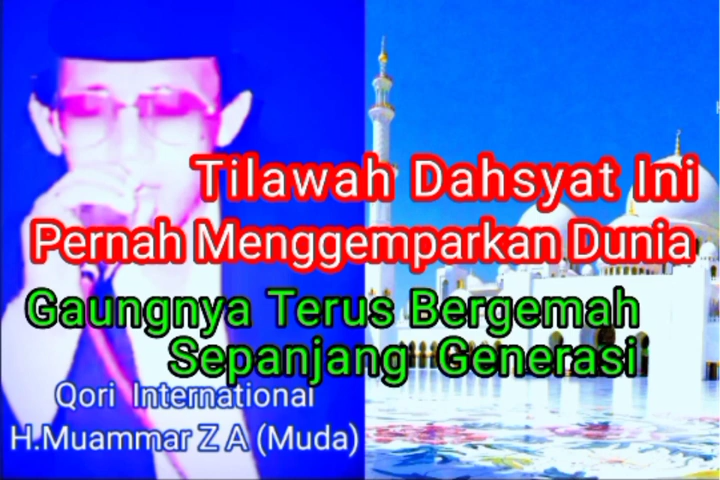 Tilawah Dahsyat Ini
Pernah Menggemparkan Dunia
Gaungnya Terus Bergemah
Sepanjang Generasi
Qori International
H.Muammar Z A (Muda)